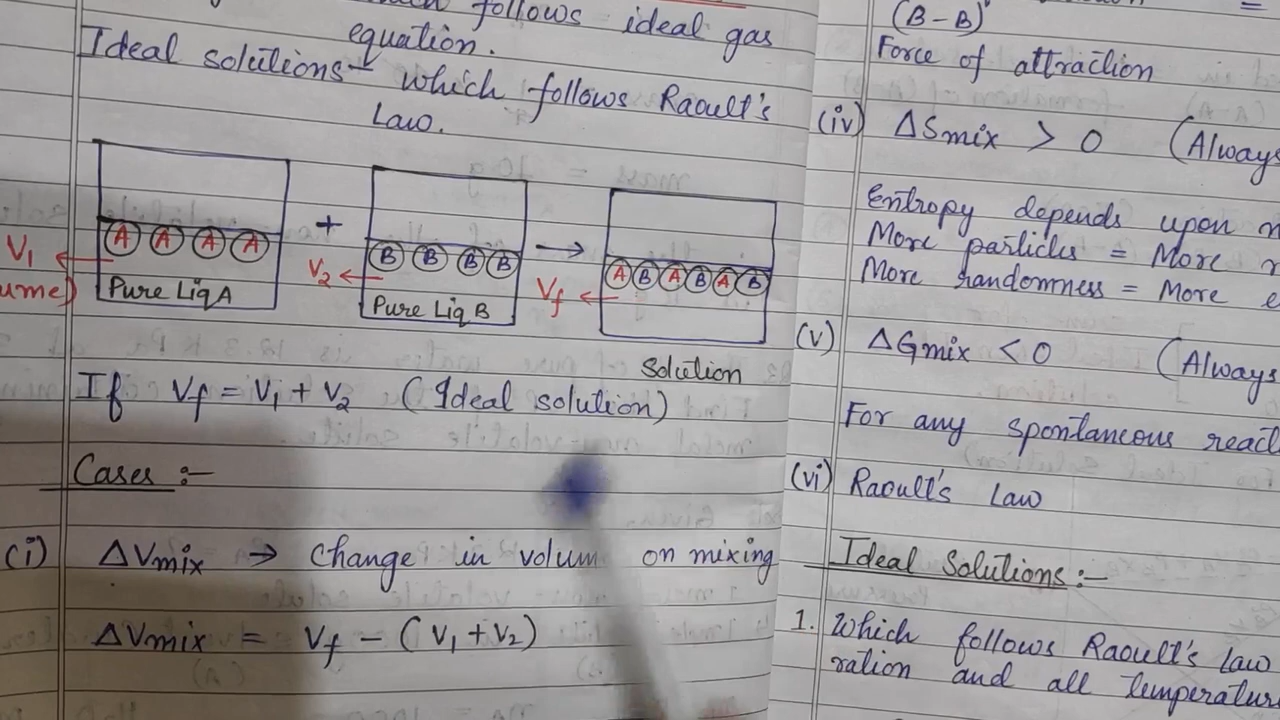 follows ideal gas
equation.
Ideal solutions → which follows Raoult's
Law.
A A A A
+
B B B B
→
A B A B A B
V₁
V₂
Vf
ume)
Pure Liq A
Pure Liq B
Solution
If Vf = V₁ + V₂ (Ideal solution)
Cases :-
(i) ΔVmix → Change in volum on mixing
ΔVmix = Vf - (V₁ + V₂)
(B-B)
Force of attraction
(iv) ΔSmix > 0 (Always
Entropy depends upon
More particles = More
More randomness = More
(v) ΔGmix < 0 (Always
For any spontaneous react
(vi) Raoult's Law
Ideal Solutions :-
1. Which follows Raoult's Law
ration and all temperatur